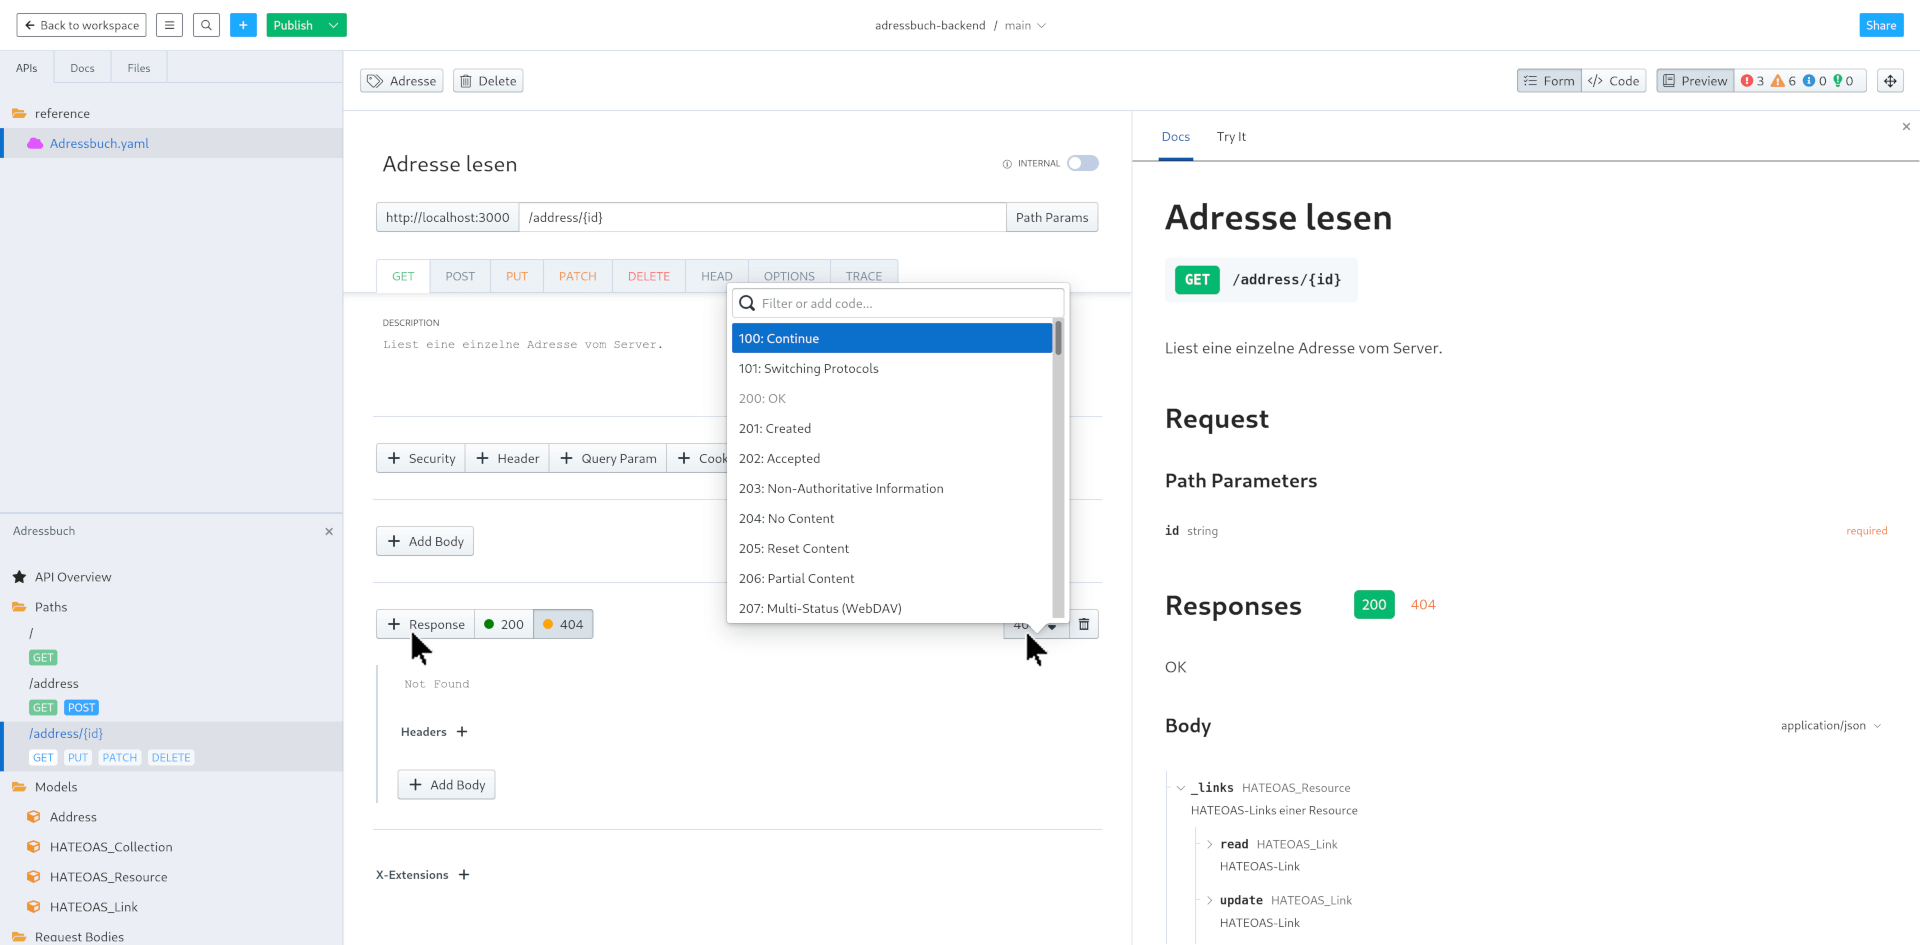 Back to workspace
Publish
adressbuch-backend / main
Share
APIs Docs Files
reference
Adressbuch.yaml
Adressbuch
API Overview
Paths
/
GET
/address
GET POST
/address/{id}
GET PUT PATCH DELETE
Models
Address
HATEOAS_Collection
HATEOAS_Resource
HATEOAS_Link
Request Bodies
Adresse Delete
Form </> Code Preview 3 6 0 0
Adresse lesen
INTERNAL
http://localhost:3000 /address/{id} Path Params
GET POST PUT PATCH DELETE HEAD OPTIONS TRACE
DESCRIPTION
Liest eine einzelne Adresse vom Server.
+ Security + Header + Query Param + Cook
+ Add Body
+ Response 200 404
Not Found
Headers +
+ Add Body
X-Extensions +
Filter or add code...
100: Continue
101: Switching Protocols
200: OK
201: Created
202: Accepted
203: Non-Authoritative Information
204: No Content
205: Reset Content
206: Partial Content
207: Multi-Status (WebDAV)
Docs Try It
Adresse lesen
GET /address/{id}
Liest eine einzelne Adresse vom Server.
Request
Path Parameters
id string required
Responses 200 404
OK
Body application/json
_links HATEOAS_Resource
HATEOAS-Links einer Resource
read HATEOAS_Link
HATEOAS-Link
update HATEOAS_Link
HATEOAS-Link